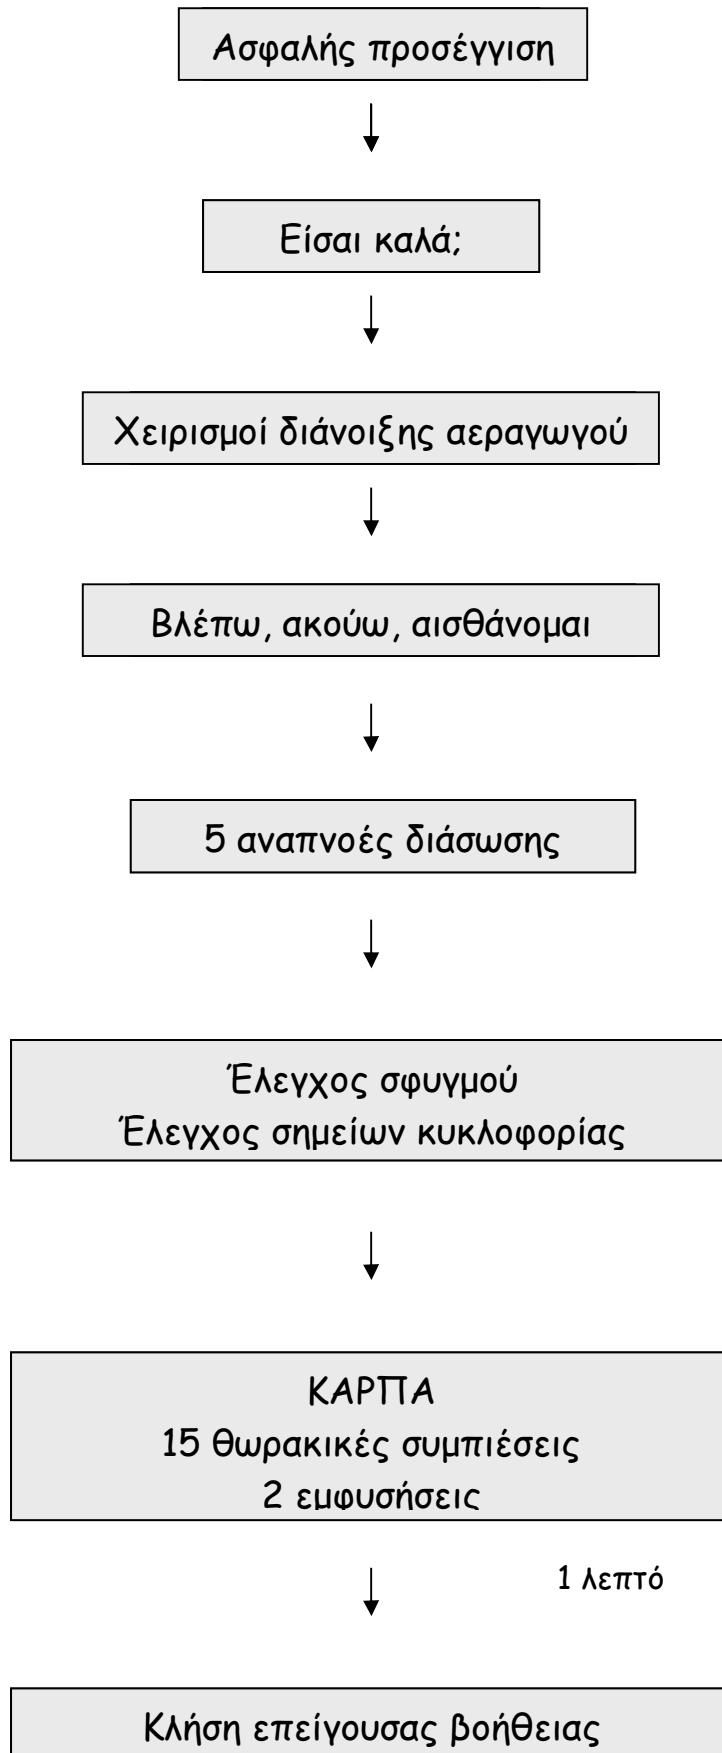 Ασφαλής προσέγγιση
Είσαι καλά;
Χειρισμοί διάνοιξης αεραγωγού
Βλέπω, ακούω, αισθάνομαι
5 αναπνοές διάσωσης
Έλεγχος σφυγμού
Έλεγχος σημείων κυκλοφορίας
ΚΑΡΠΑ
15 θωρακικές συμπιέσεις
2 εμφυσήσεις
1 λεπτό
Κλήση επείγουσας βοήθειας